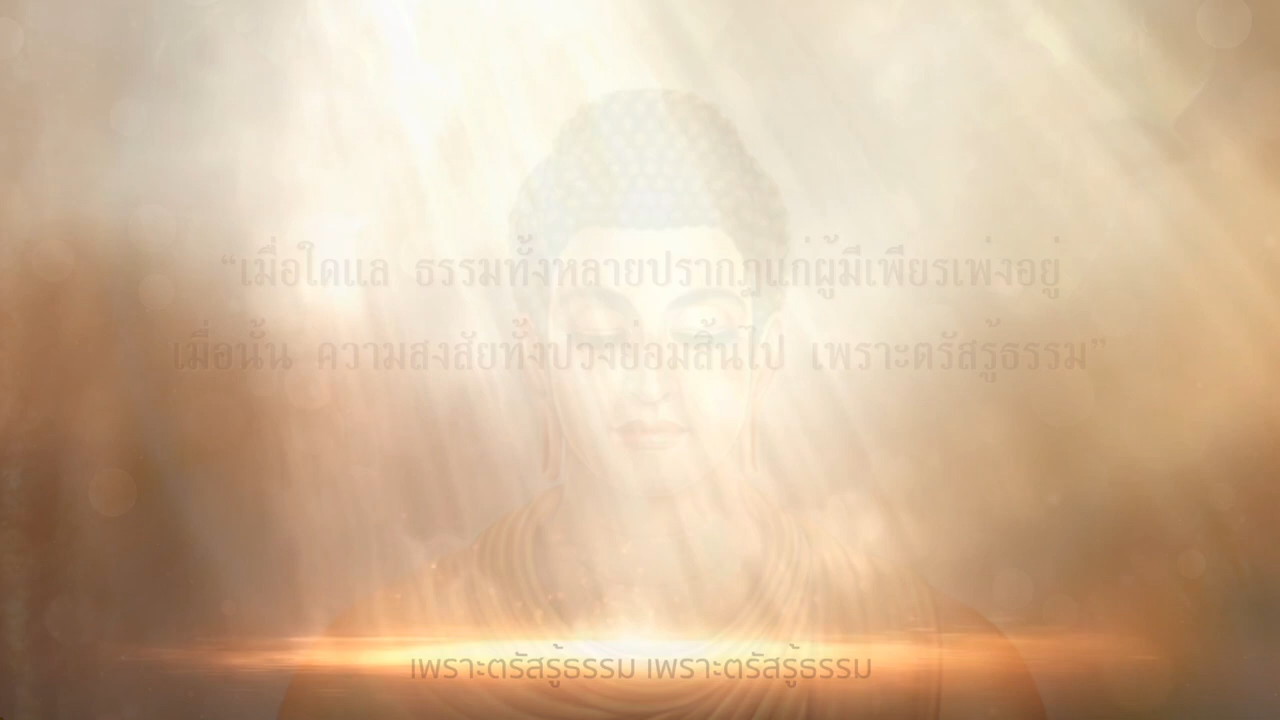 “เมื่อใดแล ธรรมทั้งหลายปรากฏแก่ผู้มีเพียรเพ่งอยู่
เมื่อนั้น ความสงสัยทั้งปวงย่อมสิ้นไป เพราะตรัสรู้ธรรม”
เพราะตรัสรู้ธรรม เพราะตรัสรู้ธรรม